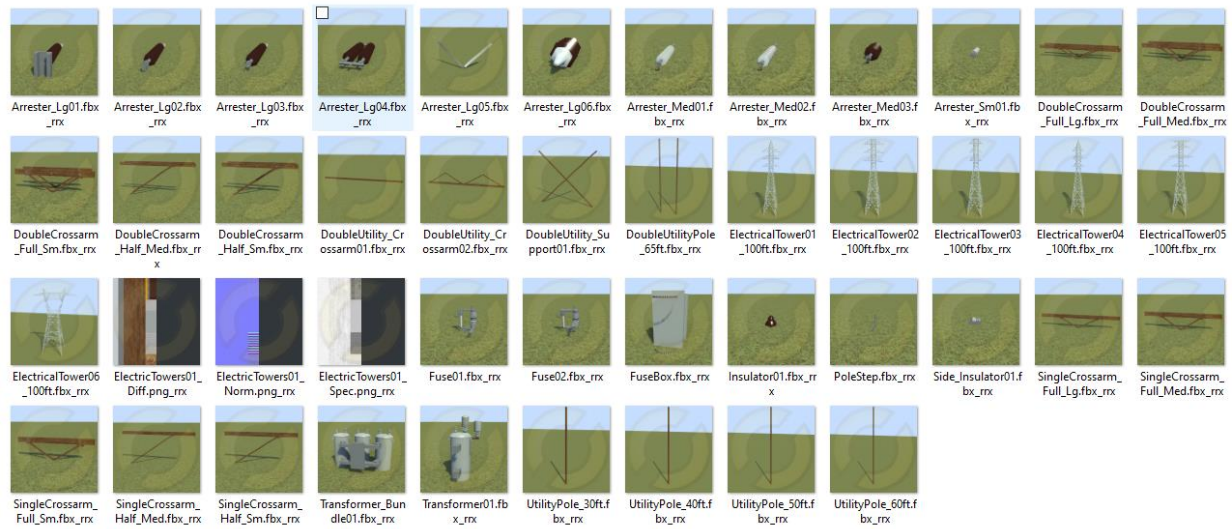 Arrester_Lg01.fbx
_rrx
Arrester_Lg02.fbx
_rrx
Arrester_Lg03.fbx
_rrx
Arrester_Lg04.fbx
_rrx
Arrester_Lg05.fbx
_rrx
Arrester_Lg06.fbx
_rrx
Arrester_Med01.f
bx_rrx
Arrester_Med02.f
bx_rrx
Arrester_Med03.f
bx_rrx
Arrester_Sm01.fb
x_rrx
DoubleCrossarm
_Full_Lg.fbx_rrx
DoubleCrossarm
_Full_Med.fbx_rrx
DoubleCrossarm
_Full_Sm.fbx_rrx
DoubleCrossarm
_Half_Med.fbx_rr
x
DoubleCrossarm
_Half_Sm.fbx_rrx
DoubleUtility_Cr
ossarm01.fbx_rrx
DoubleUtility_Cr
ossarm02.fbx_rrx
DoubleUtility_Su
pport01.fbx_rrx
DoubleUtilityPole
_65ft.fbx_rrx
ElectricalTower01
_100ft.fbx_rrx
ElectricalTower02
_100ft.fbx_rrx
ElectricalTower03
_100ft.fbx_rrx
ElectricalTower04
_100ft.fbx_rrx
ElectricalTower05
_100ft.fbx_rrx
ElectricalTower06
_100ft.fbx_rrx
ElectricTowers01_
Diff.png_rrx
ElectricTowers01_
Norm.png_rrx
ElectricTowers01_
Spec.png_rrx
Fuse01.fbx_rrx
Fuse02.fbx_rrx
FuseBox.fbx_rrx
Insulator01.fbx_rr
x
PoleStep.fbx_rrx
Side_Insulator01.f
bx_rrx
SingleCrossarm_
Full_Lg.fbx_rrx
SingleCrossarm_
Full_Med.fbx_rrx
SingleCrossarm_
Full_Sm.fbx_rrx
SingleCrossarm_
Half_Med.fbx_rrx
SingleCrossarm_
Half_Sm.fbx_rrx
Transformer_Bun
dle01.fbx_rrx
Transformer01.fb
x_rrx
UtilityPole_30ft.f
bx_rrx
UtilityPole_40ft.f
bx_rrx
UtilityPole_50ft.f
bx_rrx
UtilityPole_60ft.f
bx_rrx